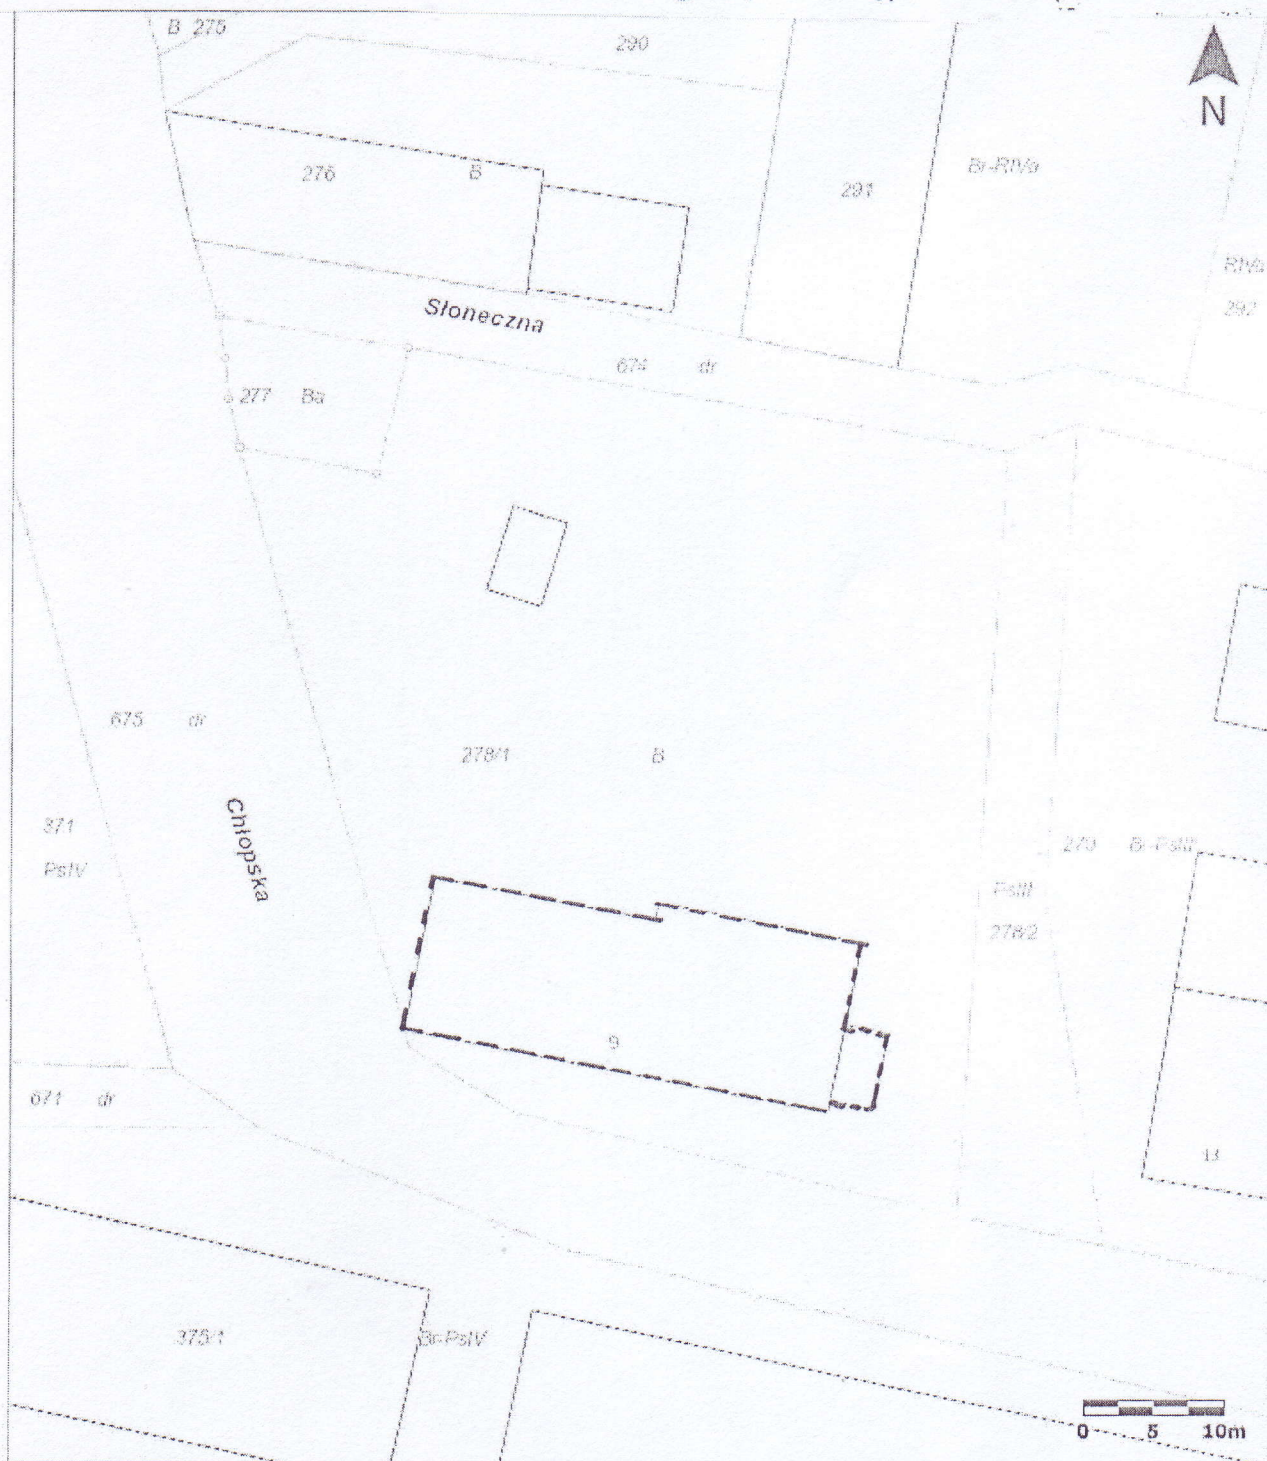 B 275
290
N
276 B
291
Br-RIVa
RIVa
292
Słoneczna
674 dr
277 Ba
675 dr
278/1 B
371
PsIV
Chłopska
279 Br-PsIII
PsIII
278/2
9
671 dr
13
375/1
Br-PsIV
0 5 10m